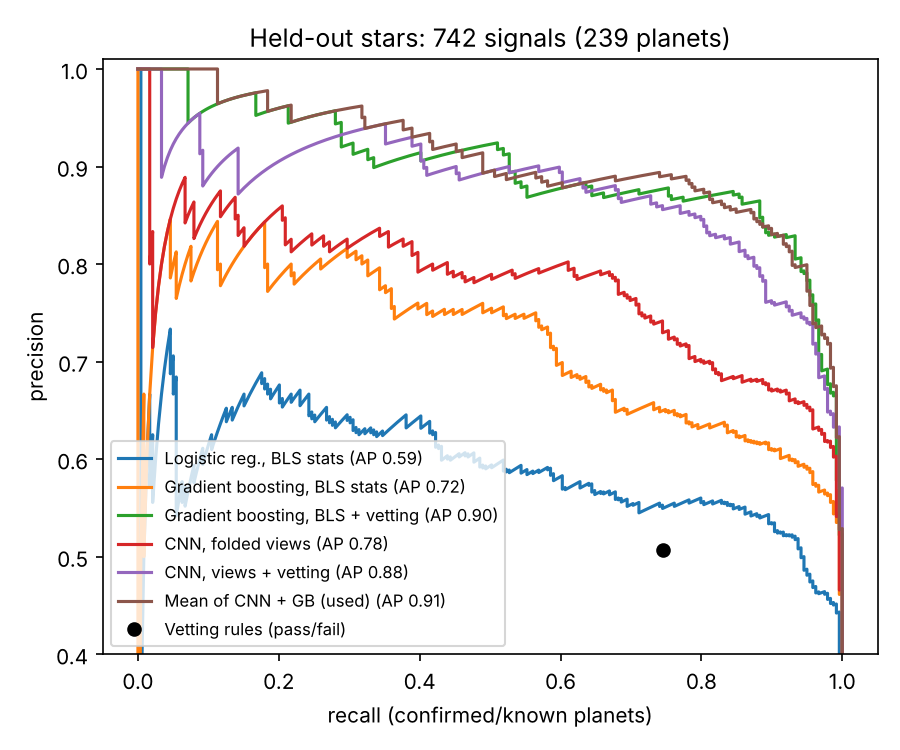 Held-out stars: 742 signals (239 planets)
1.0
0.9
0.8
0.7
0.6
0.5
0.4
precision
Logistic reg., BLS stats (AP 0.59)
Gradient boosting, BLS stats (AP 0.72)
Gradient boosting, BLS + vetting (AP 0.90)
CNN, folded views (AP 0.78)
CNN, views + vetting (AP 0.88)
Mean of CNN + GB (used) (AP 0.91)
Vetting rules (pass/fail)
0.0 0.2 0.4 0.6 0.8 1.0
recall (confirmed/known planets)